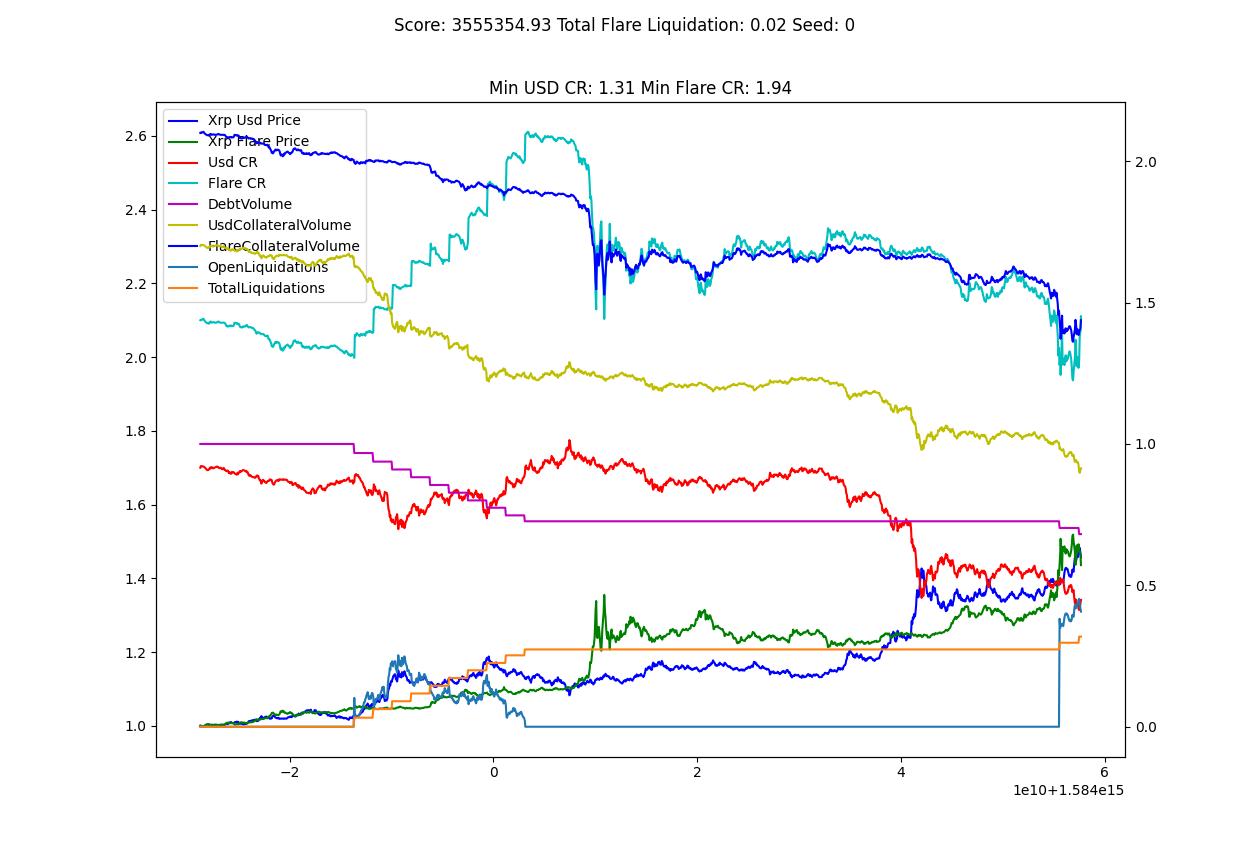 Score: 3555354.93 Total Flare Liquidation: 0.02 Seed: 0
Min USD CR: 1.31 Min Flare CR: 1.94
Xrp Usd Price
Xrp Flare Price
Usd CR
Flare CR
DebtVolume
UsdCollateralVolume
FlareCollateralVolume
OpenLiquidations
TotalLiquidations
2.6
2.4
2.2
2.0
1.8
1.6
1.4
1.2
1.0
2.0
1.5
1.0
0.5
0.0
−2
0
2
4
6
1e10+1.584e15